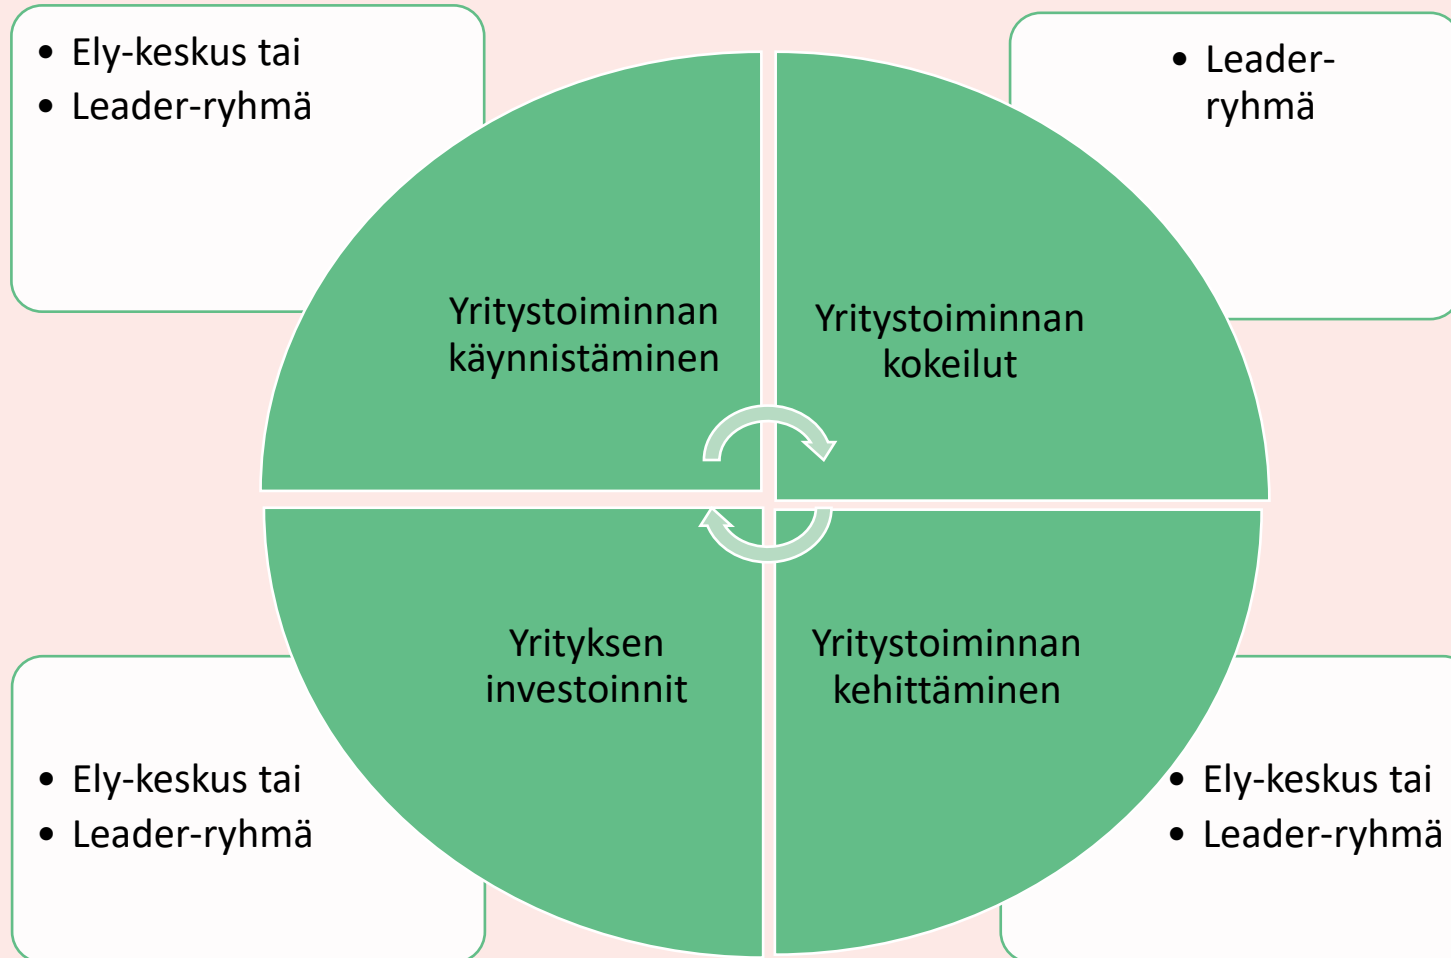 • Ely-keskus tai
• Leader-ryhmä
• Leader-
ryhmä
Yritystoiminnan
käynnistäminen
Yritystoiminnan
kokeilut
Yrityksen
investoinnit
Yritystoiminnan
kehittäminen
• Ely-keskus tai
• Leader-ryhmä
• Ely-keskus tai
• Leader-ryhmä